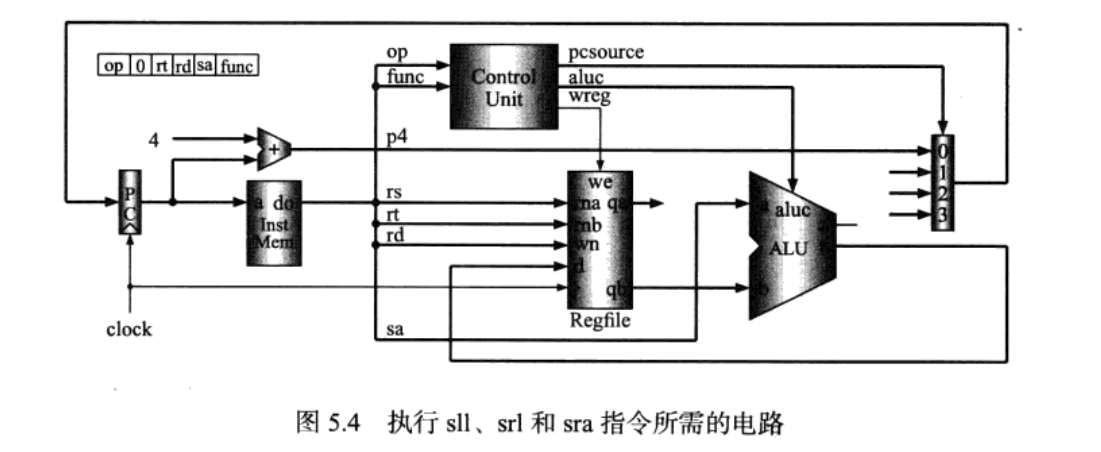 op 0 rt rd sa func
op
func
Control
Unit
pcsource
aluc
wreg
4
+
p4
0
1
2
3
PC
a do
Inst
Mem
rs
rt
rd
we
rna qa
rnb
wn
d
qb
Regfile
a aluc
ALU
b
sa
clock
图 5.4 执行 sll、srl 和 sra 指令所需的电路